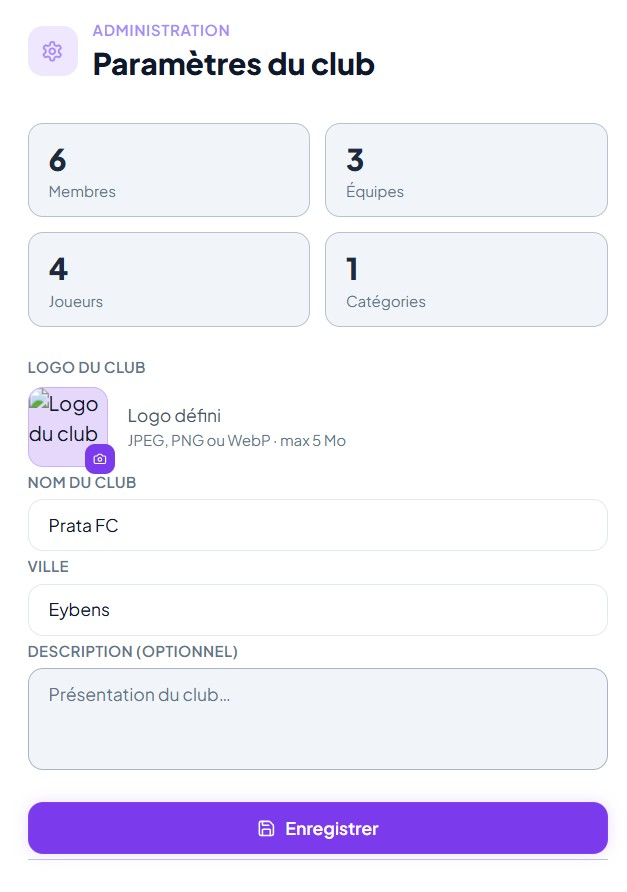 ADMINISTRATION
Paramètres du club
6
Membres
3
Équipes
4
Joueurs
1
Catégories
LOGO DU CLUB
Logo
du club
Logo défini
JPEG, PNG ou WebP · max 5 Mo
NOM DU CLUB
Prata FC
VILLE
Eybens
DESCRIPTION (OPTIONNEL)
Présentation du club…
Enregistrer